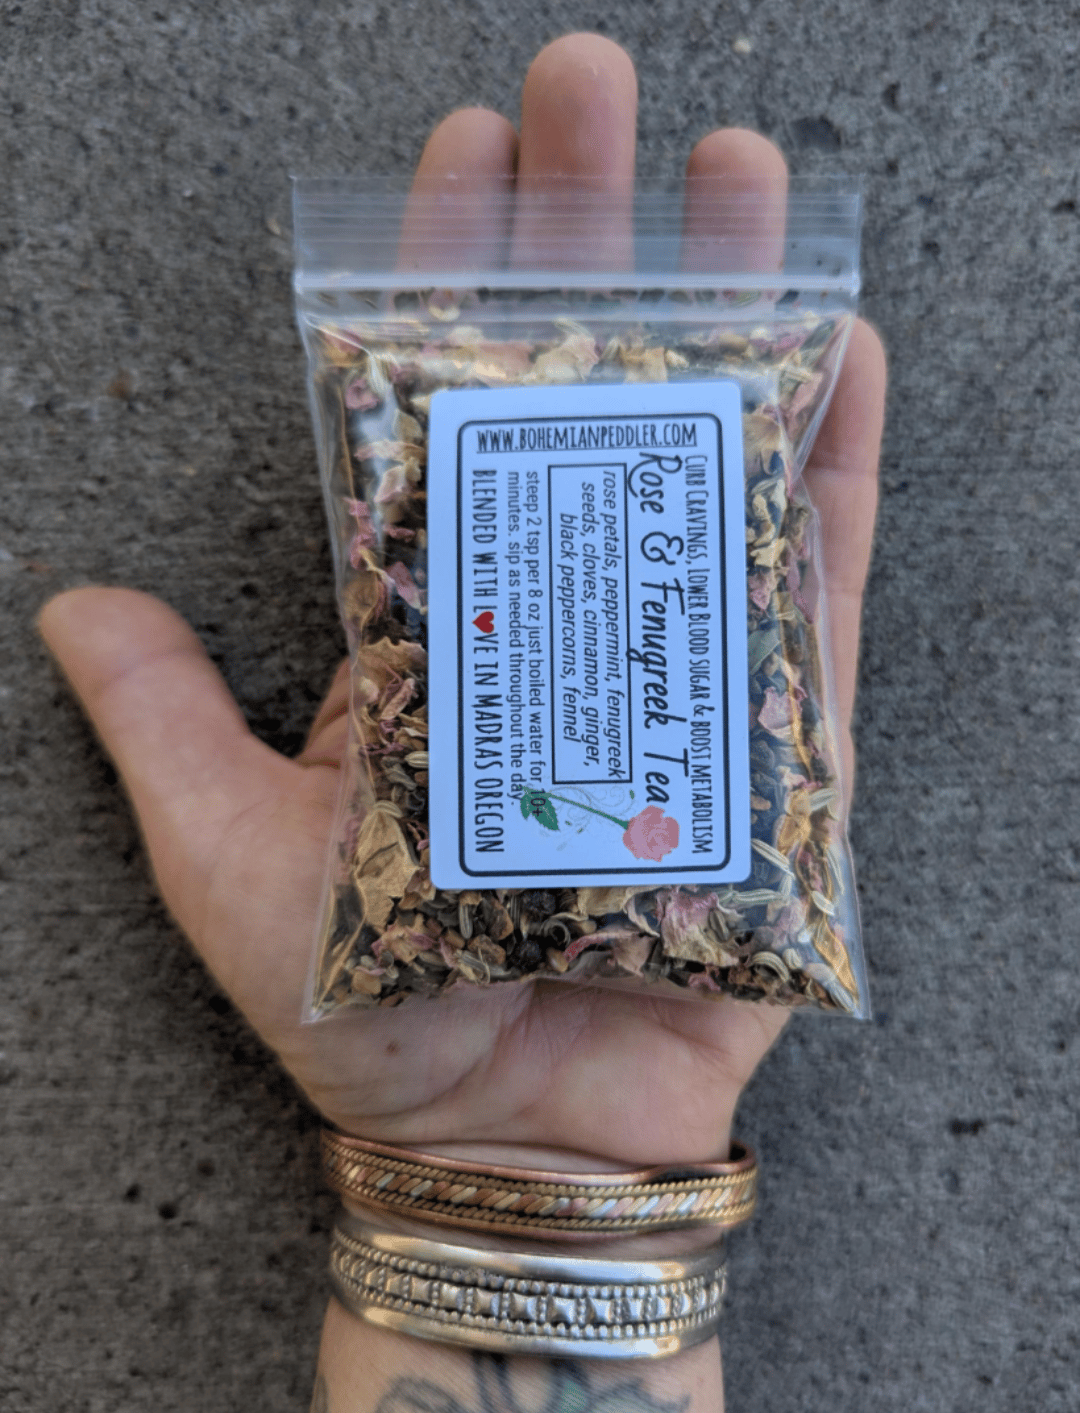 WWW.BOHEMIANPEDDLER.COM
CURB CRAVINGS, LOWER BLOOD SUGAR & BOOST METABOLISM
Rose & Fenugreek Tea
rose petals, peppermint, fenugreek
seeds, cloves, cinnamon, ginger,
black peppercorns, fennel
steep 2 tsp per 8 oz just boiled water for 10+
minutes. sip as needed throughout the day.
BLENDED WITH L♥VE IN MADRAS OREGON